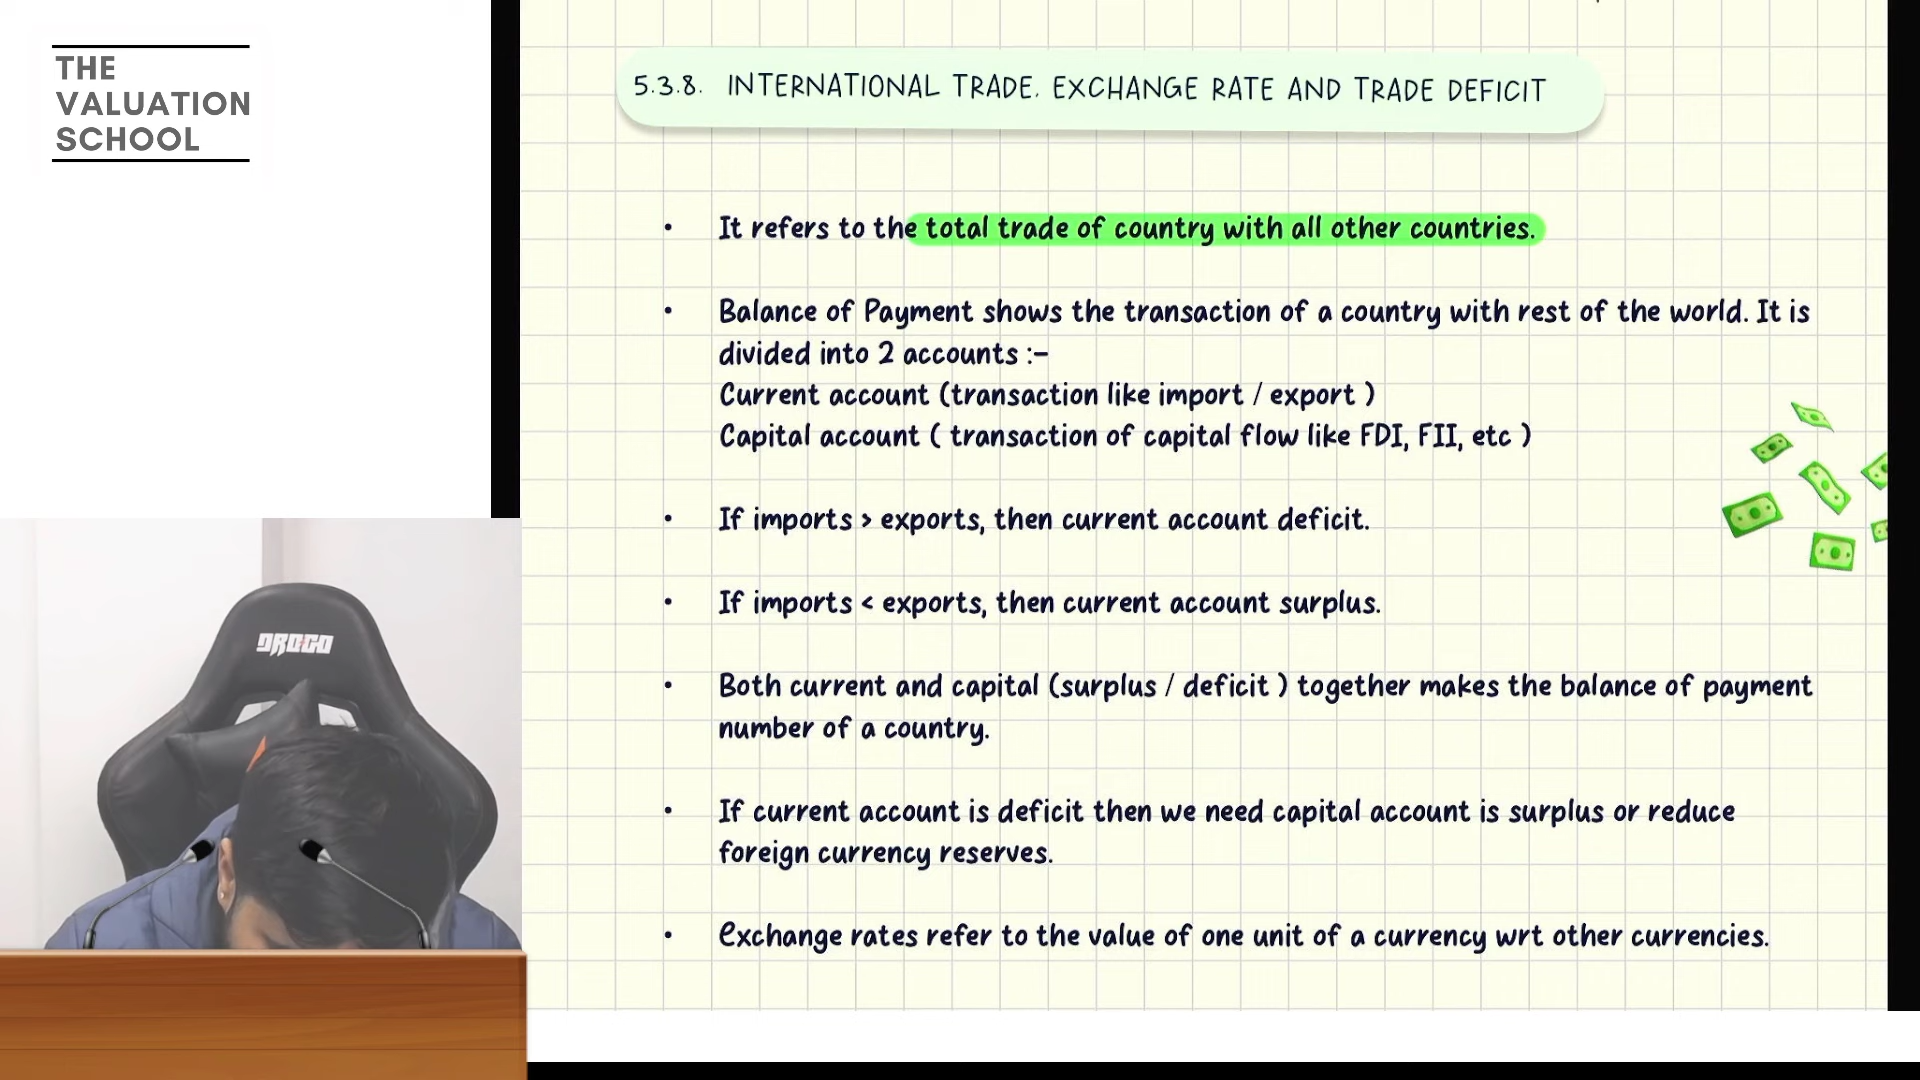 THE
VALUATION
SCHOOL
5.3.8. INTERNATIONAL TRADE, EXCHANGE RATE AND TRADE DEFICIT
• It refers to the total trade of country with all other countries.
• Balance of Payment shows the transaction of a country with rest of the world. It is
divided into 2 accounts :-
Current account (transaction like import / export )
Capital account ( transaction of capital flow like FDI, FII, etc )
• If imports > exports, then current account deficit.
• If imports < exports, then current account surplus.
• Both current and capital (surplus / deficit ) together makes the balance of payment
number of a country.
• If current account is deficit then we need capital account is surplus or reduce
foreign currency reserves.
• Exchange rates refer to the value of one unit of a currency wrt other currencies.
DROGO